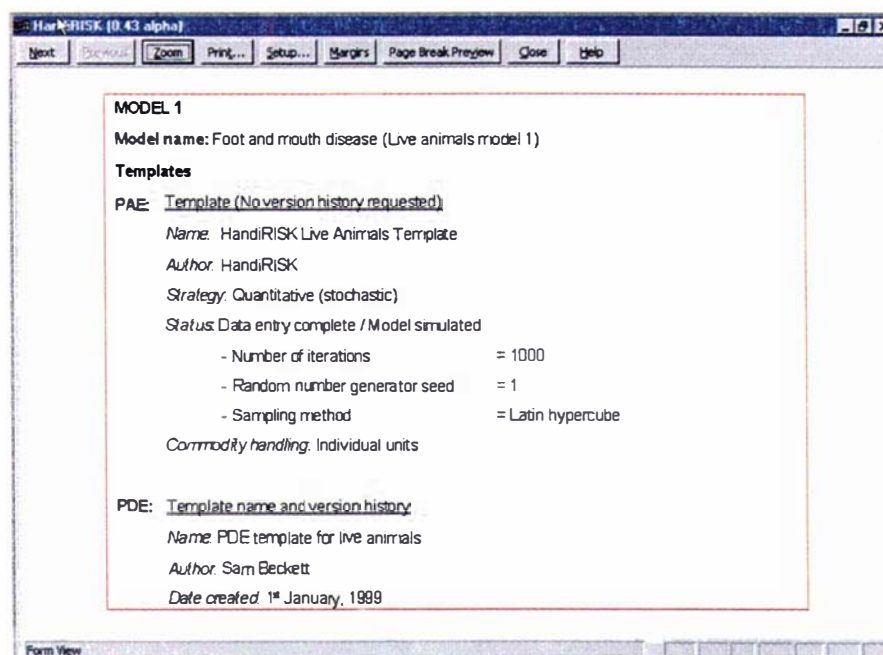 HandiRISK (0.43 alpha)
Next Previous Zoom Print... Setup... Margins Page Break Preview Close Help
MODEL 1
Model name: Foot and mouth disease (Live animals model 1)
Templates
PAE: Template (No version history requested)
Name: HandiRISK Live Animals Template
Author: HandiRISK
Strategy: Quantitative (stochastic)
Status: Data entry complete / Model simulated
- Number of iterations = 1000
- Random number generator seed = 1
- Sampling method = Latin hypercube
Commodity handling: Individual units
PDE: Template name and version history
Name: PDE template for live animals
Author: Sam Beckett
Date created: 1st January, 1999
Form View